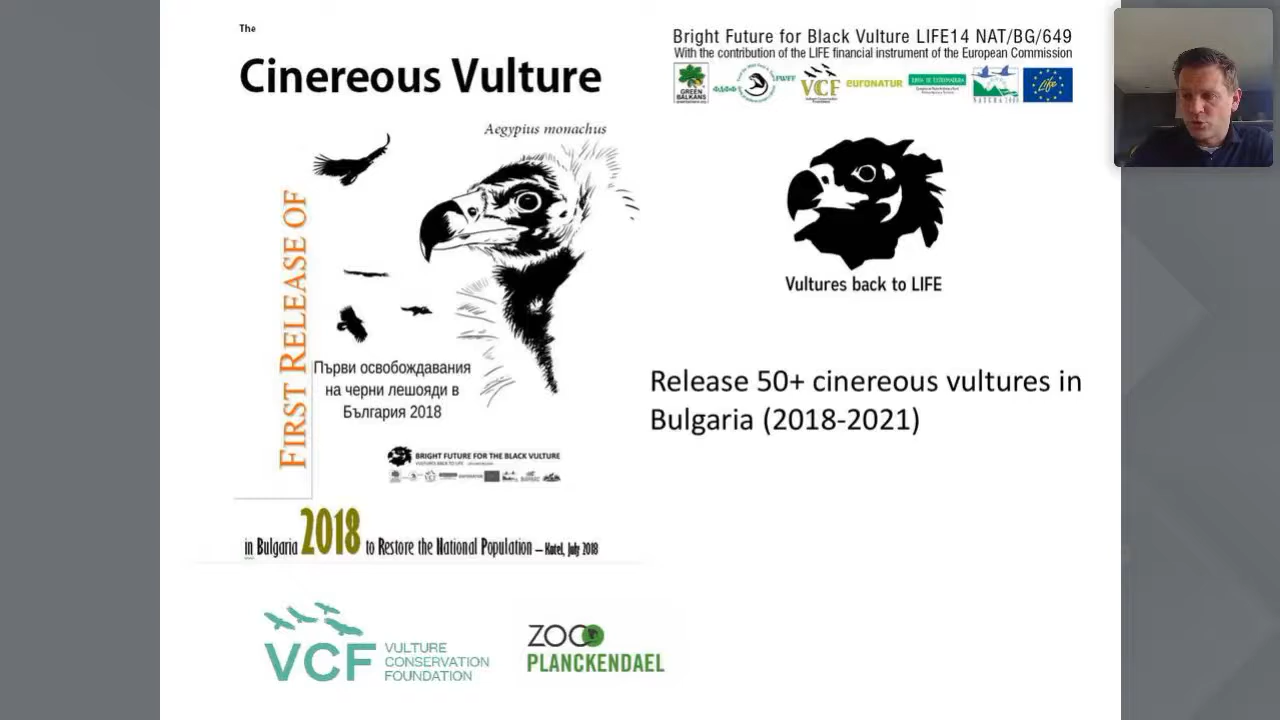 The
Cinereous Vulture
Aegypius monachus
FIRST RELEASE OF
Първи освобождавания
на черни лешояди в
България 2018
BRIGHT FUTURE FOR THE BLACK VULTURE
in Bulgaria 2018 to Restore the National Population – Kotel, July 2018
Bright Future for Black Vulture LIFE14 NAT/BG/649
With the contribution of the LIFE financial instrument of the European Commission
GREEN
BALKANS
FWFF
VCF
EURONATUR
NATURA 2000
Life
Vultures back to LIFE
Release 50+ cinereous vultures in
Bulgaria (2018-2021)
VCF VULTURE
CONSERVATION
FOUNDATION
ZOO
PLANCKENDAEL